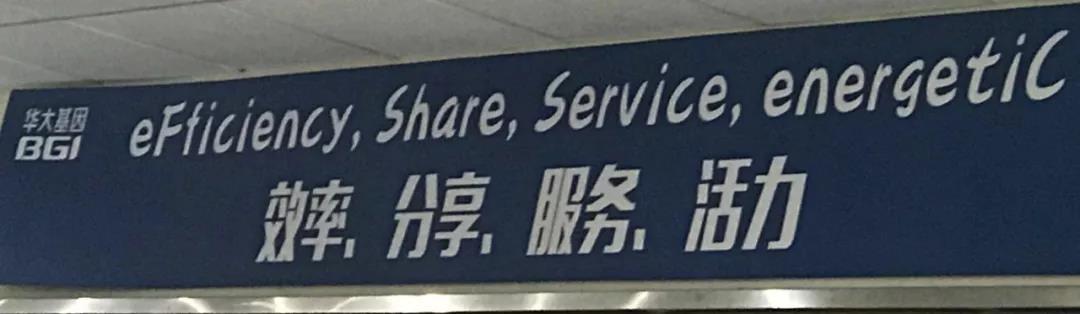 华大基因
BGI
eFficiency, Share, Service, energetiC
效率、分享、服务、活力